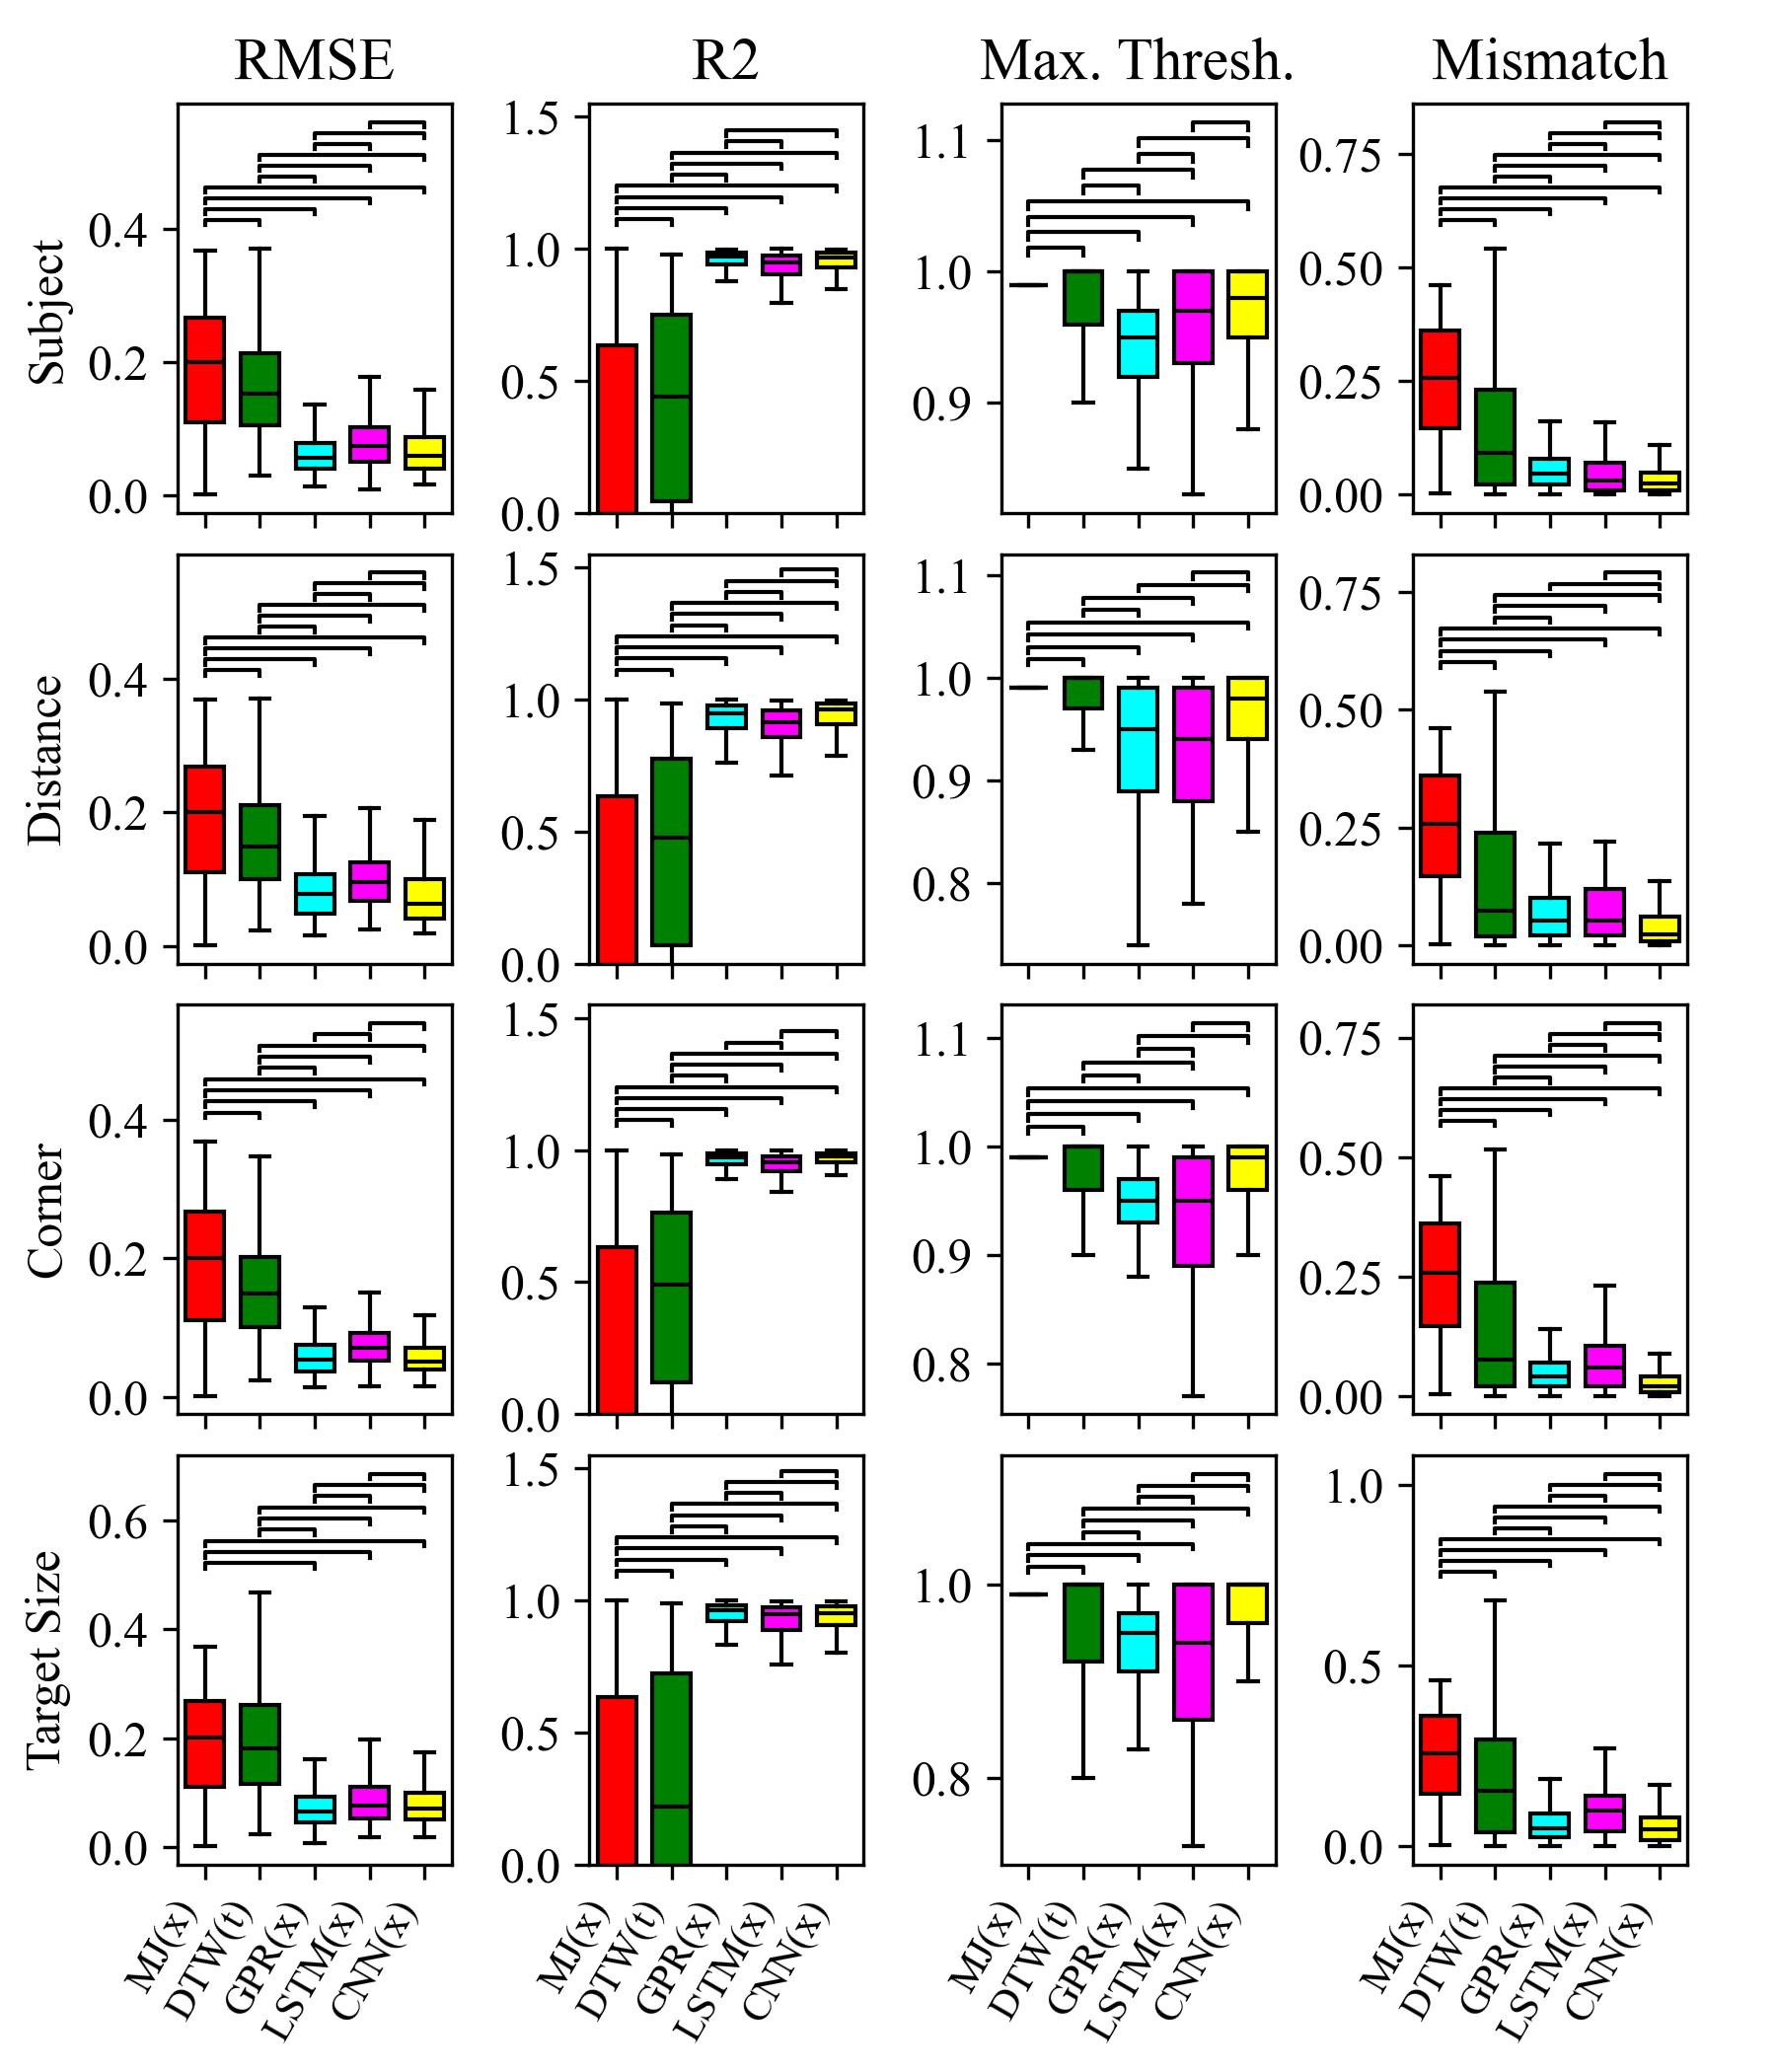 RMSE R2 Max. Thresh. Mismatch
Subject
0.4
0.2
0.0
1.5
1.0
0.5
0.0
1.1
1.0
0.9
0.75
0.50
0.25
0.00
Distance
0.4
0.2
0.0
1.5
1.0
0.5
0.0
1.1
1.0
0.9
0.8
0.75
0.50
0.25
0.00
Corner
0.4
0.2
0.0
1.5
1.0
0.5
0.0
1.1
1.0
0.9
0.8
0.75
0.50
0.25
0.00
Target Size
0.6
0.4
0.2
0.0
1.5
1.0
0.5
0.0
1.0
0.8
1.0
0.5
0.0
MJ(x)
DTW(t)
GPR(x)
LSTM(x)
CNN(x)
MJ(x)
DTW(t)
GPR(x)
LSTM(x)
CNN(x)
MJ(x)
DTW(t)
GPR(x)
LSTM(x)
CNN(x)
MJ(x)
DTW(t)
GPR(x)
LSTM(x)
CNN(x)